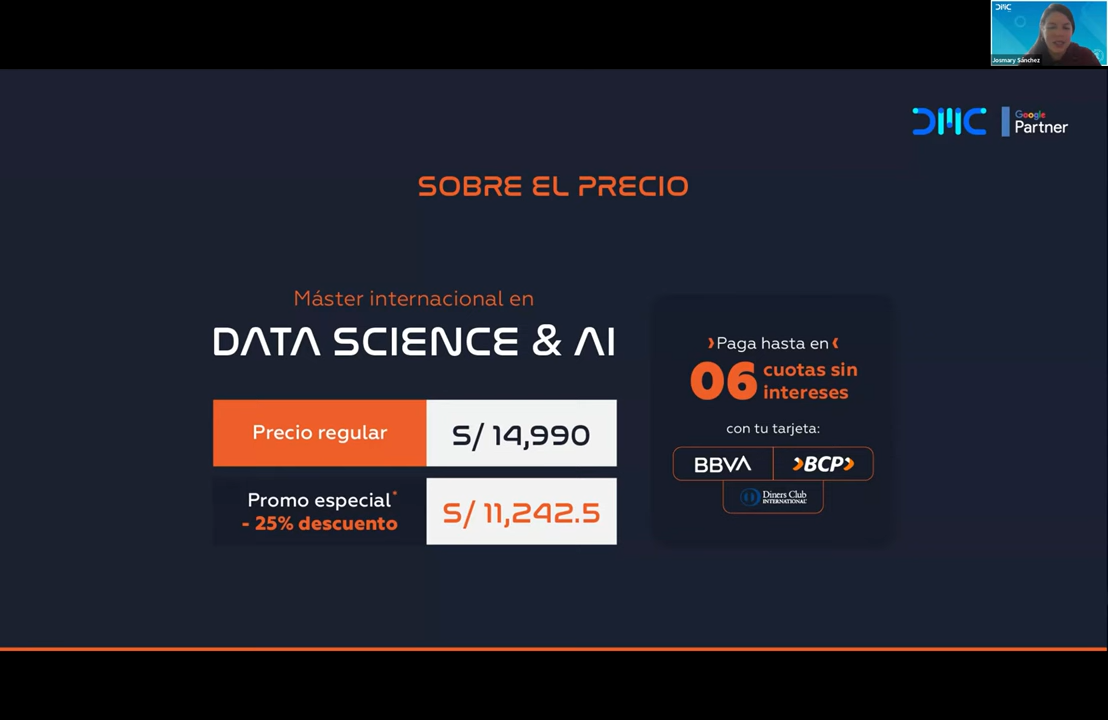 DMC
Josmary Sánchez
DMC
Google
Partner
SOBRE EL PRECIO
Máster internacional en
DATA SCIENCE & AI
Precio regular
S/ 14,990
Promo especial*
- 25% descuento
S/ 11,242.5
Paga hasta en
06 cuotas sin
intereses
con tu tarjeta:
BBVA
BCP
Diners Club
INTERNATIONAL